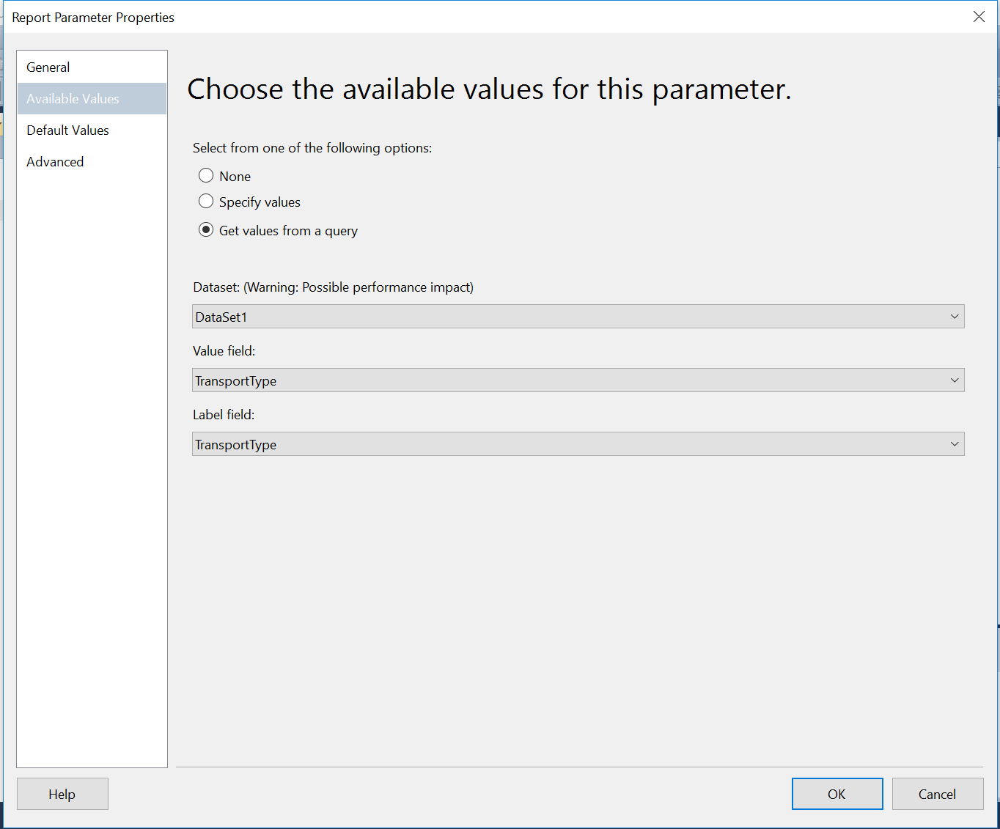 Report Parameter Properties
General
Available Values
Default Values
Advanced
Choose the available values for this parameter.
Select from one of the following options:
None
Specify values
Get values from a query
Dataset: (Warning: Possible performance impact)
DataSet1
Value field:
TransportType
Label field:
TransportType
Help
OK
Cancel